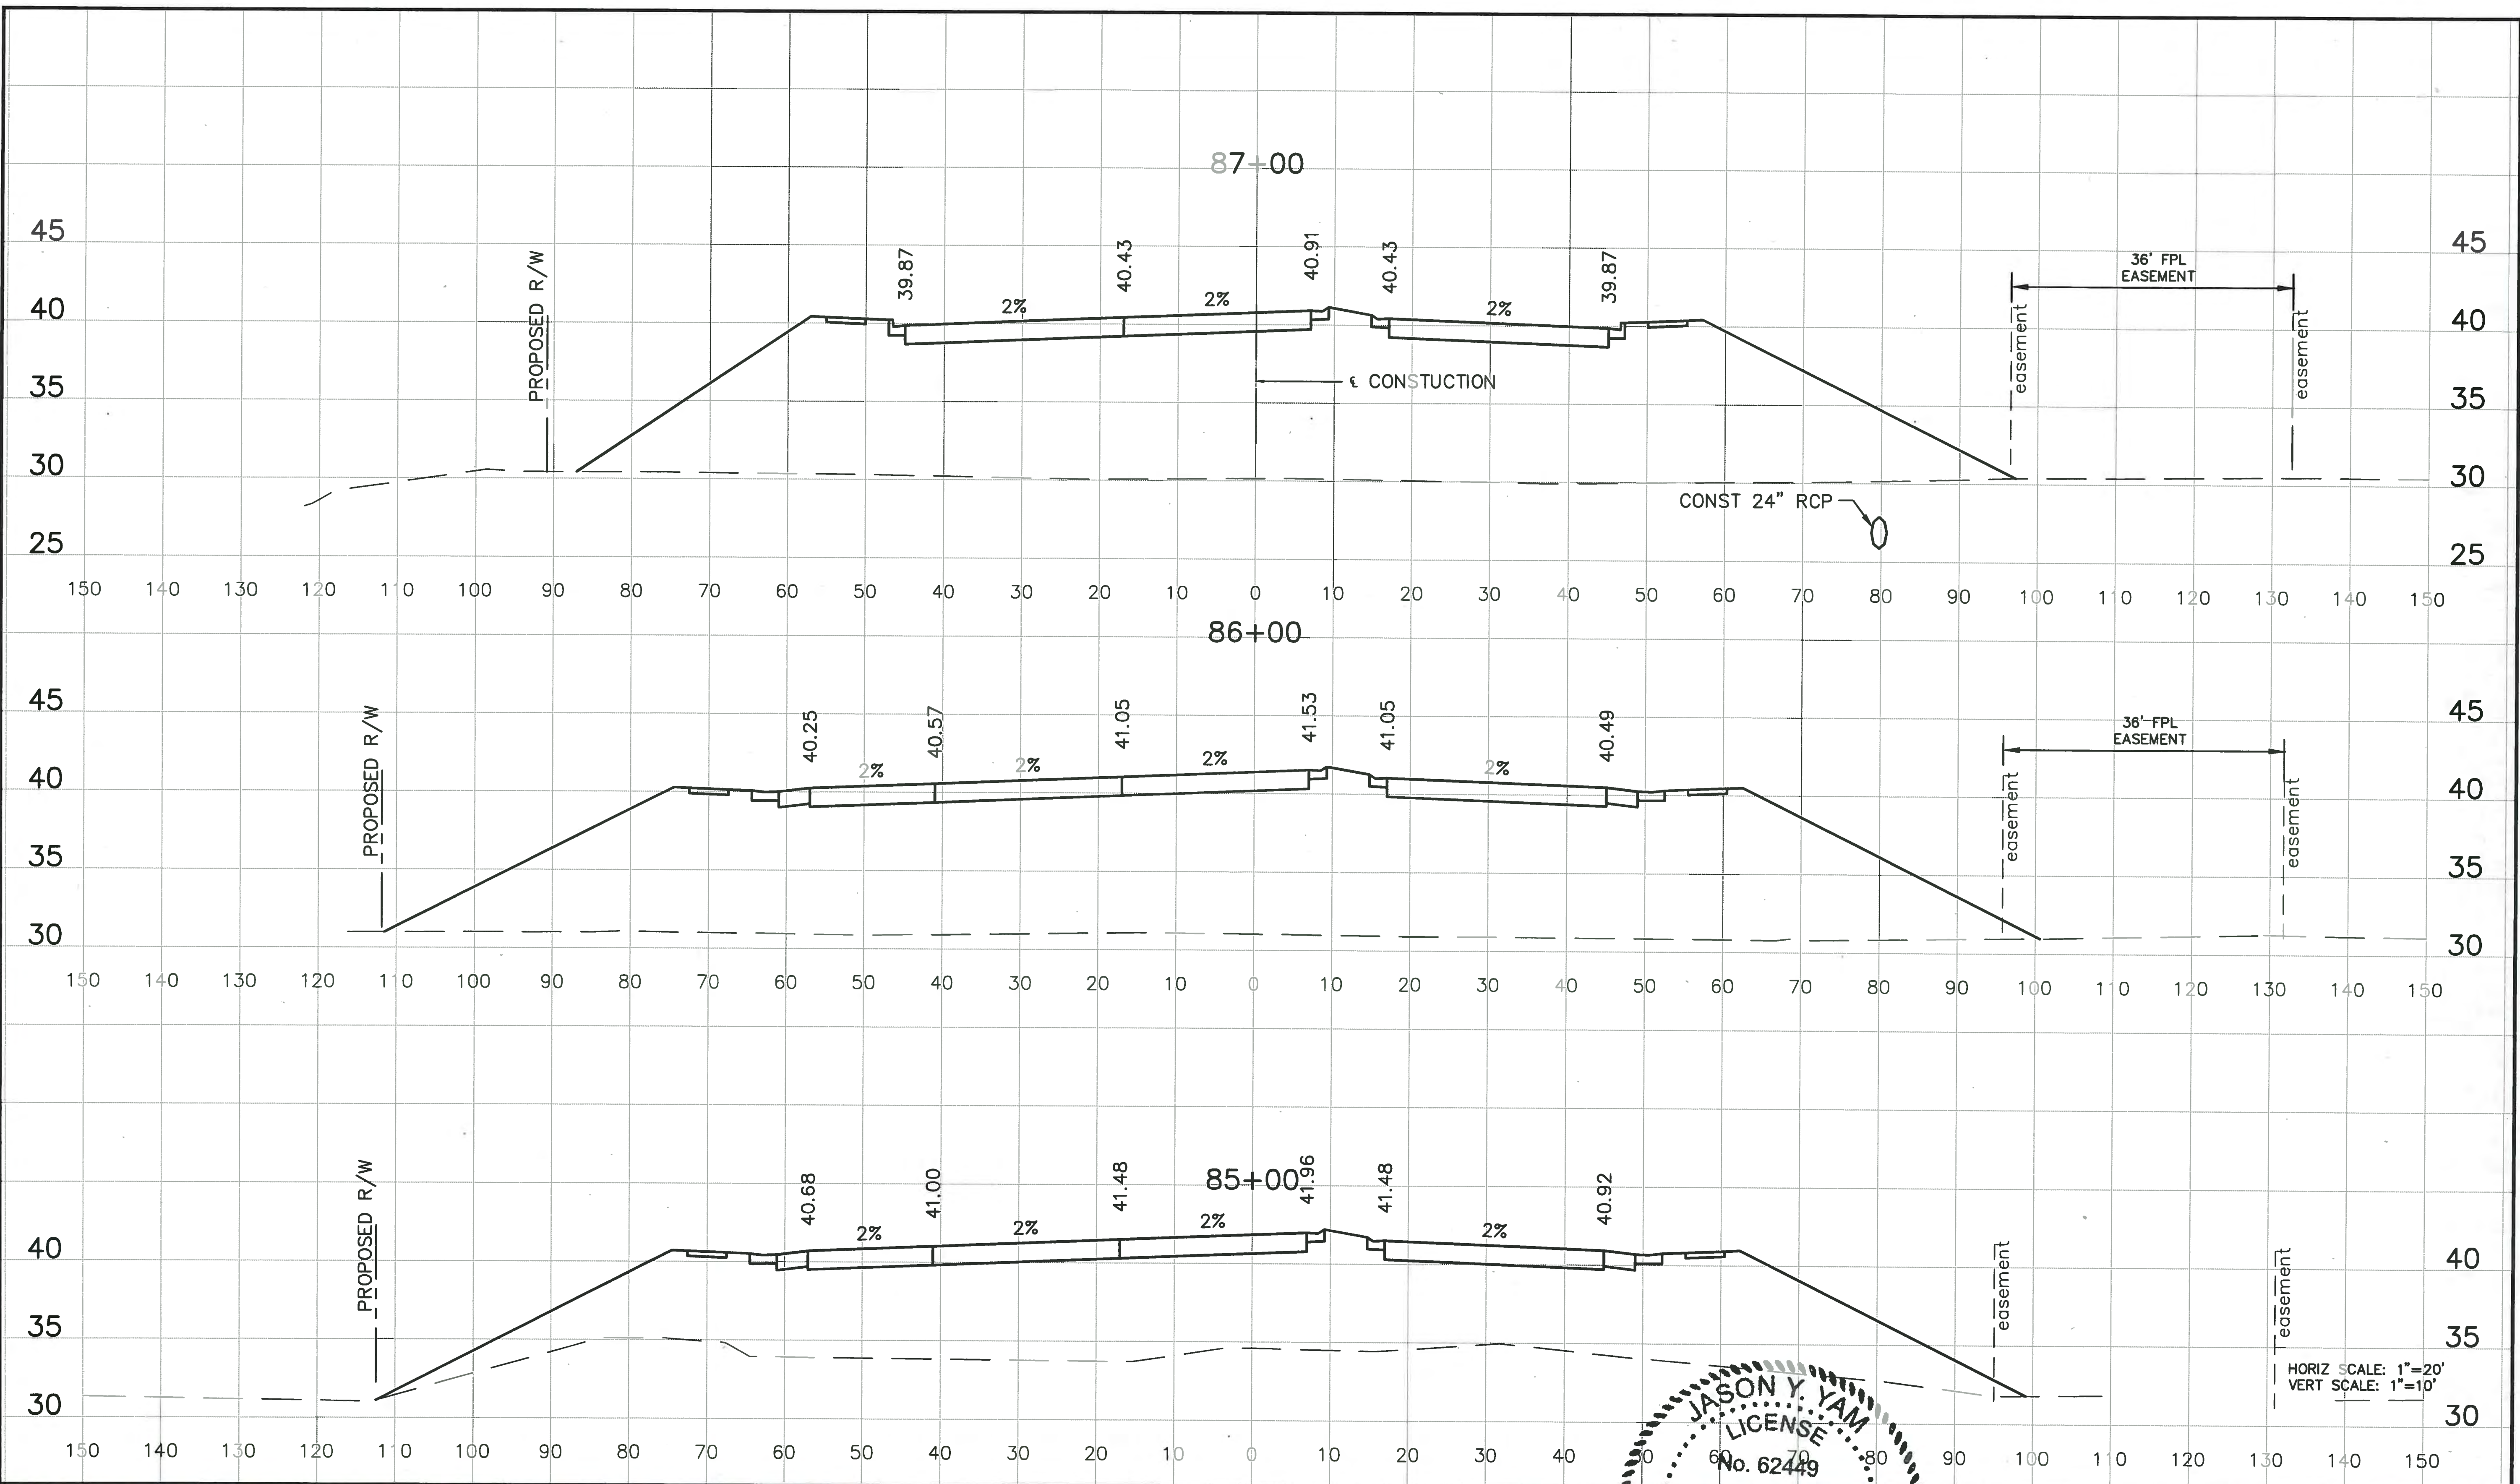 87+00
45 45
PROPOSED R/W 39.87 40.43 40.91 40.43 39.87 36' FPL
EASEMENT
2% 2% 2%
40 easement easement 40
35 ℄ CONSTUCTION 35
30 30
CONST 24" RCP
25 25
150 140 130 120 110 100 90 80 70 60 50 40 30 20 10 0 10 20 30 40 50 60 70 80 90 100 110 120 130 140 150
86+00
45 45
PROPOSED R/W 40.25 40.57 41.05 41.53 41.05 40.49 36' FPL
EASEMENT
2% 2% 2% 2%
40 easement easement 40
35 35
30 30
150 140 130 120 110 100 90 80 70 60 50 40 30 20 10 0 10 20 30 40 50 60 70 80 90 100 110 120 130 140 150
85+00
PROPOSED R/W 40.68 41.00 41.48 41.96 41.48 40.92
2% 2% 2% 2%
40 easement easement 40
35 35
HORIZ SCALE: 1"=20'
VERT SCALE: 1"=10'
30 30
JASON Y. YAM
LICENSE
No. 62449
150 140 130 120 110 100 90 80 70 60 50 40 30 20 10 0 10 20 30 40 50 60 70 80 90 100 110 120 130 140 150